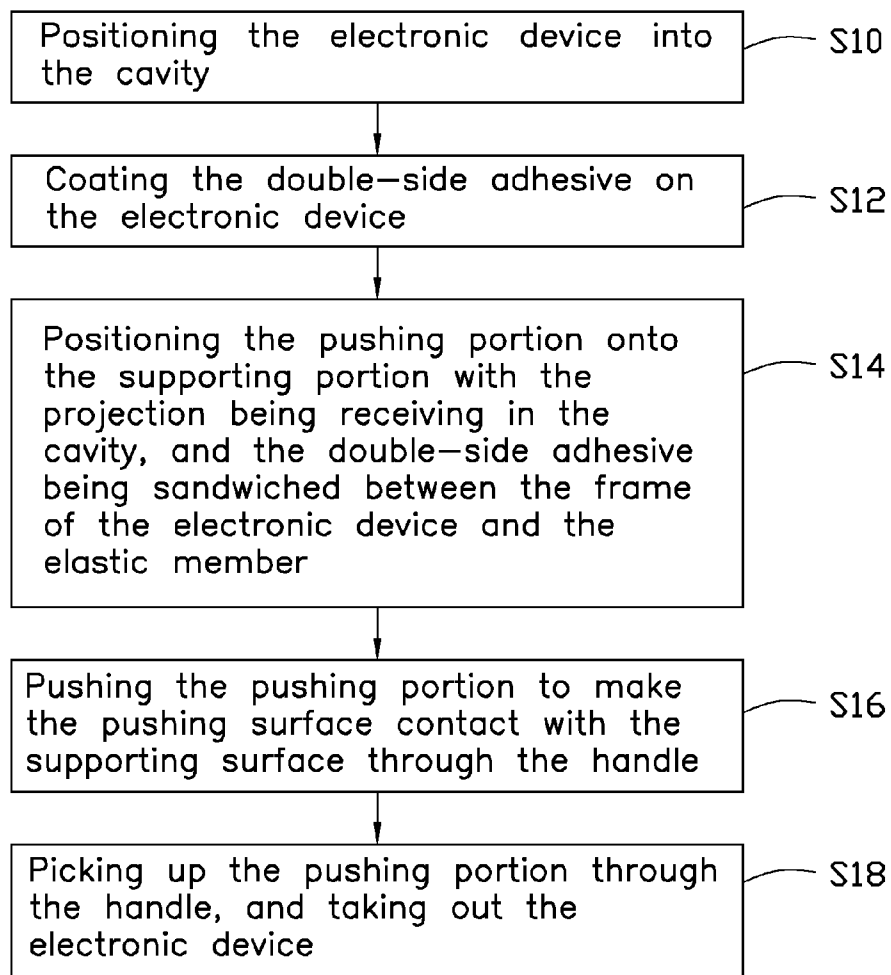 Positioning the electronic device into
the cavity
S10
Coating the double-side adhesive on
the electronic device
S12
Positioning the pushing portion onto
the supporting portion with the
projection being receiving in the
cavity, and the double-side adhesive
being sandwiched between the frame
of the electronic device and the
elastic member
S14
Pushing the pushing portion to make
the pushing surface contact with the
supporting surface through the handle
S16
Picking up the pushing portion through
the handle, and taking out the
electronic device
S18